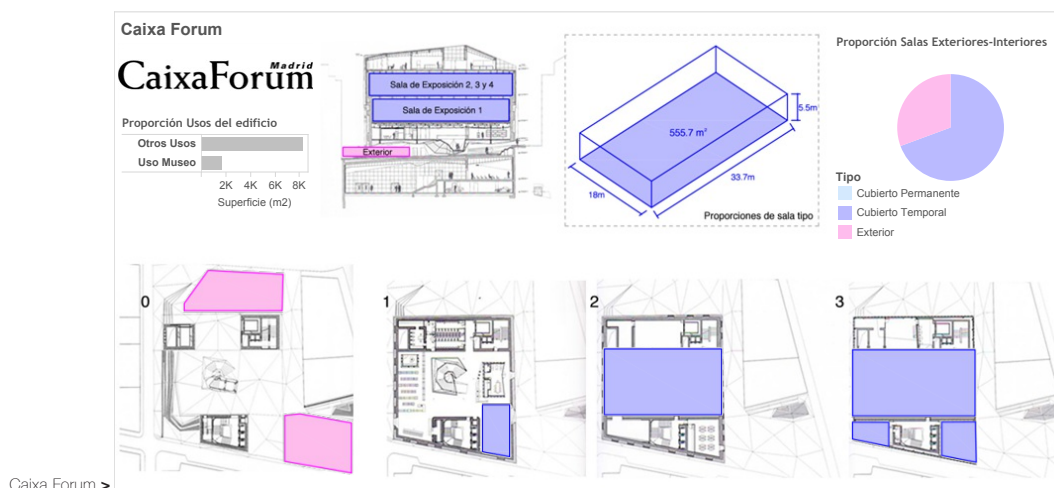 Caixa Forum
Madrid
CaixaForum
Proporción Usos del edificio
Otros Usos
Uso Museo
2K 4K 6K 8K
Superficie (m2)
Sala de Exposición 2, 3 y 4
Sala de Exposición 1
Exterior
555.7 m²
5.5m
33.7m
18m
Proporciones de sala tipo
Proporción Salas Exteriores-Interiores
Tipo
Cubierto Permanente
Cubierto Temporal
Exterior
0
1
2
3
Caixa Forum >